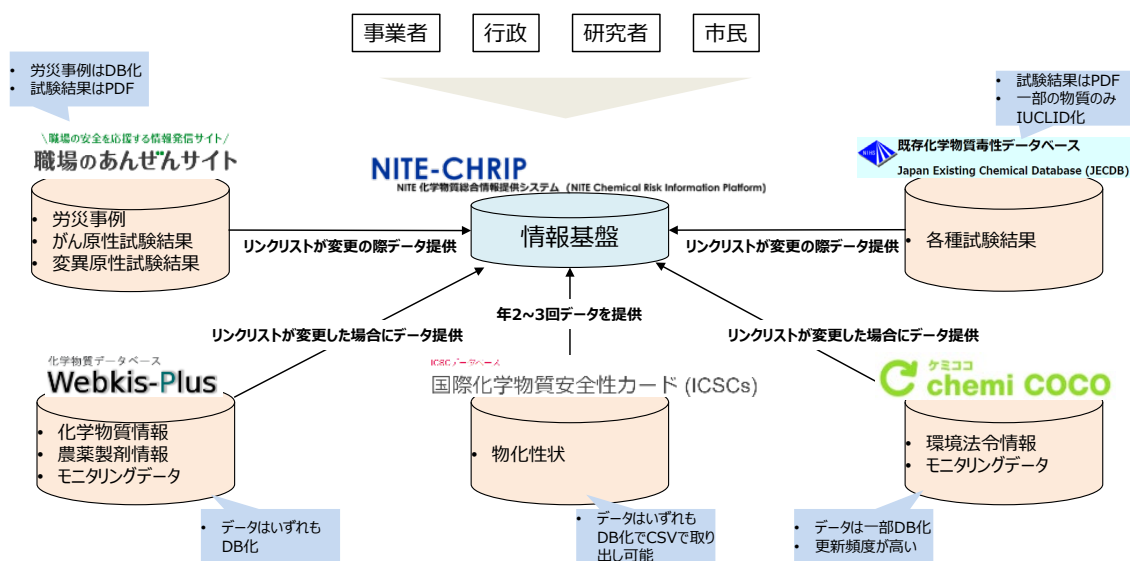 事業者
行政
研究者
市民
• 労災事例はDB化
• 試験結果はPDF
• 試験結果はPDF
• 一部の物質のみ
IUCLID化
\職場の安全を応援する情報発信サイト/
職場のあんぜんサイト
NITE-CHRIP
NITE 化学物質総合情報提供システム (NITE Chemical Risk Information Platform)
NIHS
既存化学物質毒性データベース
Japan Existing Chemical Database (JECDB)
• 労災事例
• がん原性試験結果
• 変異原性試験結果
リンクリストが変更の際データ提供
情報基盤
リンクリストが変更の際データ提供
• 各種試験結果
年2~3回データを提供
リンクリストが変更した場合にデータ提供
リンクリストが変更した場合にデータ提供
化学物質データベース
Webkis-Plus
ICSCデータベース
国際化学物質安全性カード (ICSCs)
ケミココ
chemi COCO
• 化学物質情報
• 農薬製剤情報
• モニタリングデータ
• 物化性状
• 環境法令情報
• モニタリングデータ
• データはいずれも
DB化
• データはいずれも
DB化でCSVで取り
出し可能
• データは一部DB化
• 更新頻度が高い